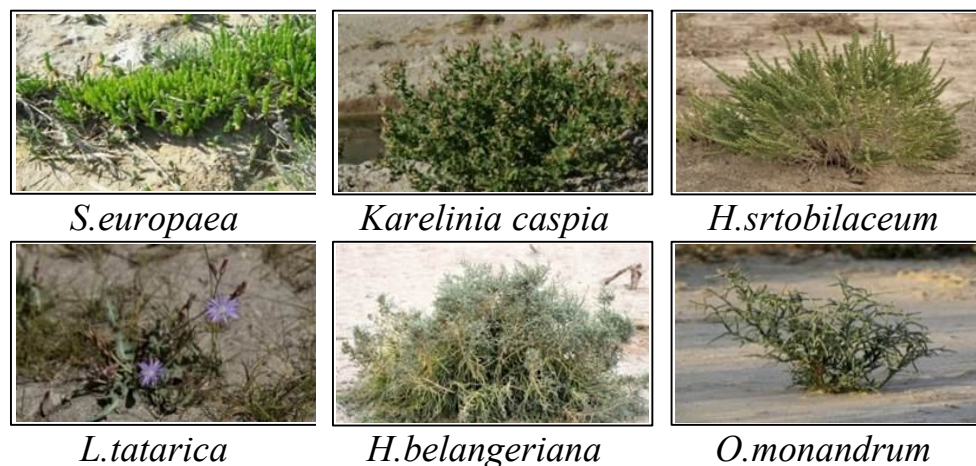 S.europaea
Karelinia caspia
H.srtobilaceum
L.tatarica
H.belangeriana
O.monandrum